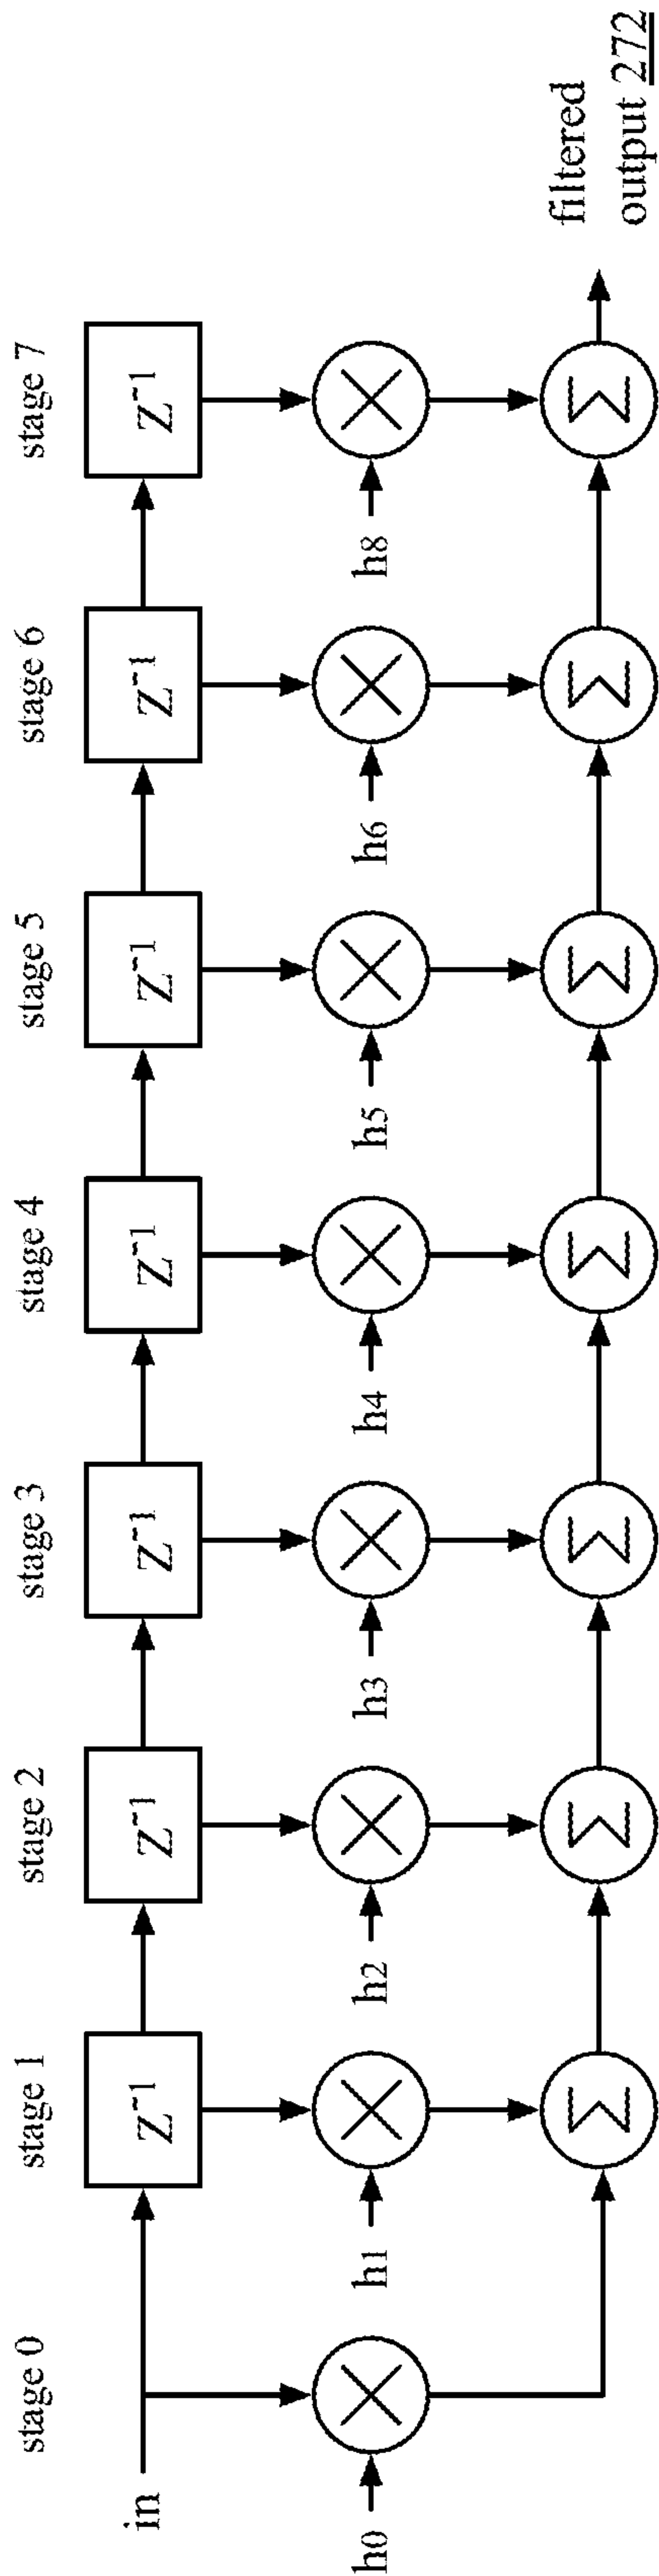 stage 0
stage 1
stage 2
stage 3
stage 4
stage 5
stage 6
stage 7
in
Z⁻¹
Z⁻¹
Z⁻¹
Z⁻¹
Z⁻¹
Z⁻¹
Z⁻¹
h0
h1
h2
h3
h4
h5
h6
h8
Σ
Σ
Σ
Σ
Σ
Σ
Σ
filtered
output 272